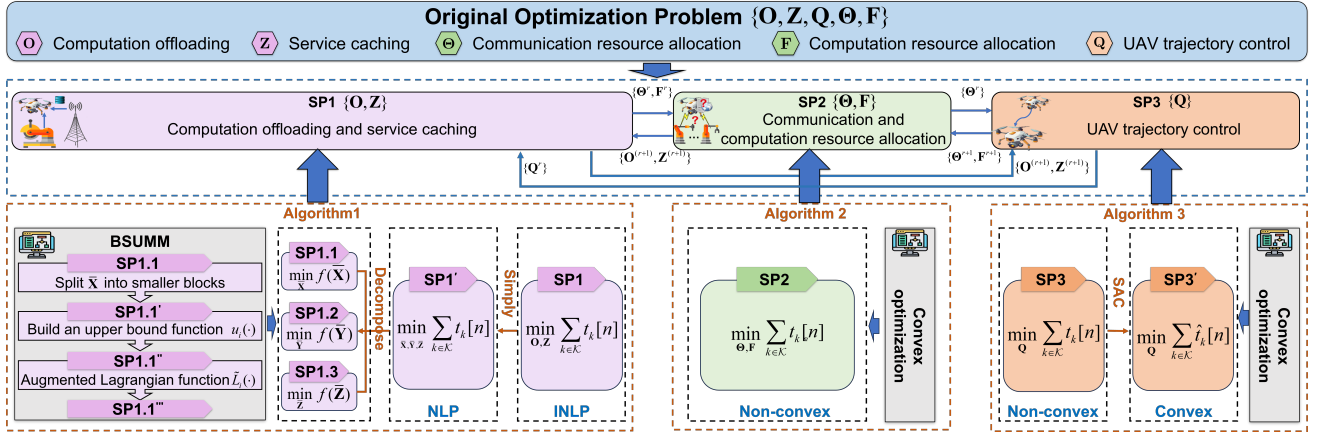 Original Optimization Problem {O, Z, Q, Θ, F}
O Computation offloading
Z Service caching
Θ Communication resource allocation
F Computation resource allocation
Q UAV trajectory control
SP1 {O, Z}
Computation offloading and service caching
{Θ^r, F^r}
{O^(r+1), Z^(r+1)}
?
...
SP2 {Θ, F}
Communication and
computation resource allocation
{Θ^r}
{Θ^{r+1}, F^{r+1}}
SP3 {Q}
UAV trajectory control
{Q^r}
{O^(r+1), Z^(r+1)}
Algorithm1
BSUMM
SP1.1
Split X̄ into smaller blocks
SP1.1′
Build an upper bound function u_i(·)
SP1.1″
Augmented Lagrangian function L̃_i(·)
SP1.1‴
SP1.1
min_X̄ f(X̄)
SP1.2
min_Ȳ f(Ȳ)
SP1.3
min_Z̄ f(Z̄)
Decompose
SP1′
min_{X̄,Ȳ,Z̄} ∑_{k∈𝒦} t_k[n]
NLP
Simply
SP1
min_{O,Z} ∑_{k∈𝒦} t_k[n]
INLP
Algorithm 2
SP2
min_{Θ,F} ∑_{k∈𝒦} t_k[n]
Non-convex
Convex
optimization
Algorithm 3
SP3
min_Q ∑_{k∈𝒦} t_k[n]
Non-convex
SAC
SP3′
min_Q ∑_{k∈𝒦} t̂_k[n]
Convex
Convex
optimization